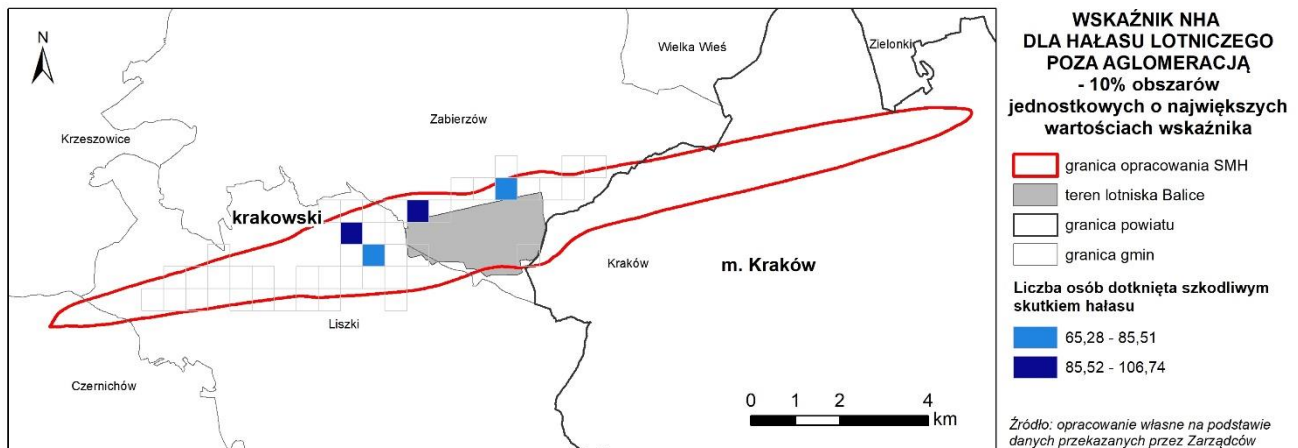 N
Wielka Wieś
Zielonki
Zabierzów
Krzeszowice
krakowski
Kraków
m. Kraków
Liszki
Czernichów
0 1 2 4
km
WSKAŹNIK NHA
DLA HAŁASU LOTNICZEGO
POZA AGLOMERACJĄ
- 10% obszarów
jednostkowych o największych
wartościach wskaźnika
granica opracowania SMH
teren lotniska Balice
granica powiatu
granica gmin
Liczba osób dotknięta szkodliwym
skutkiem hałasu
65,28 - 85,51
85,52 - 106,74
Źródło: opracowanie własne na podstawie
danych przekazanych przez Zarządców